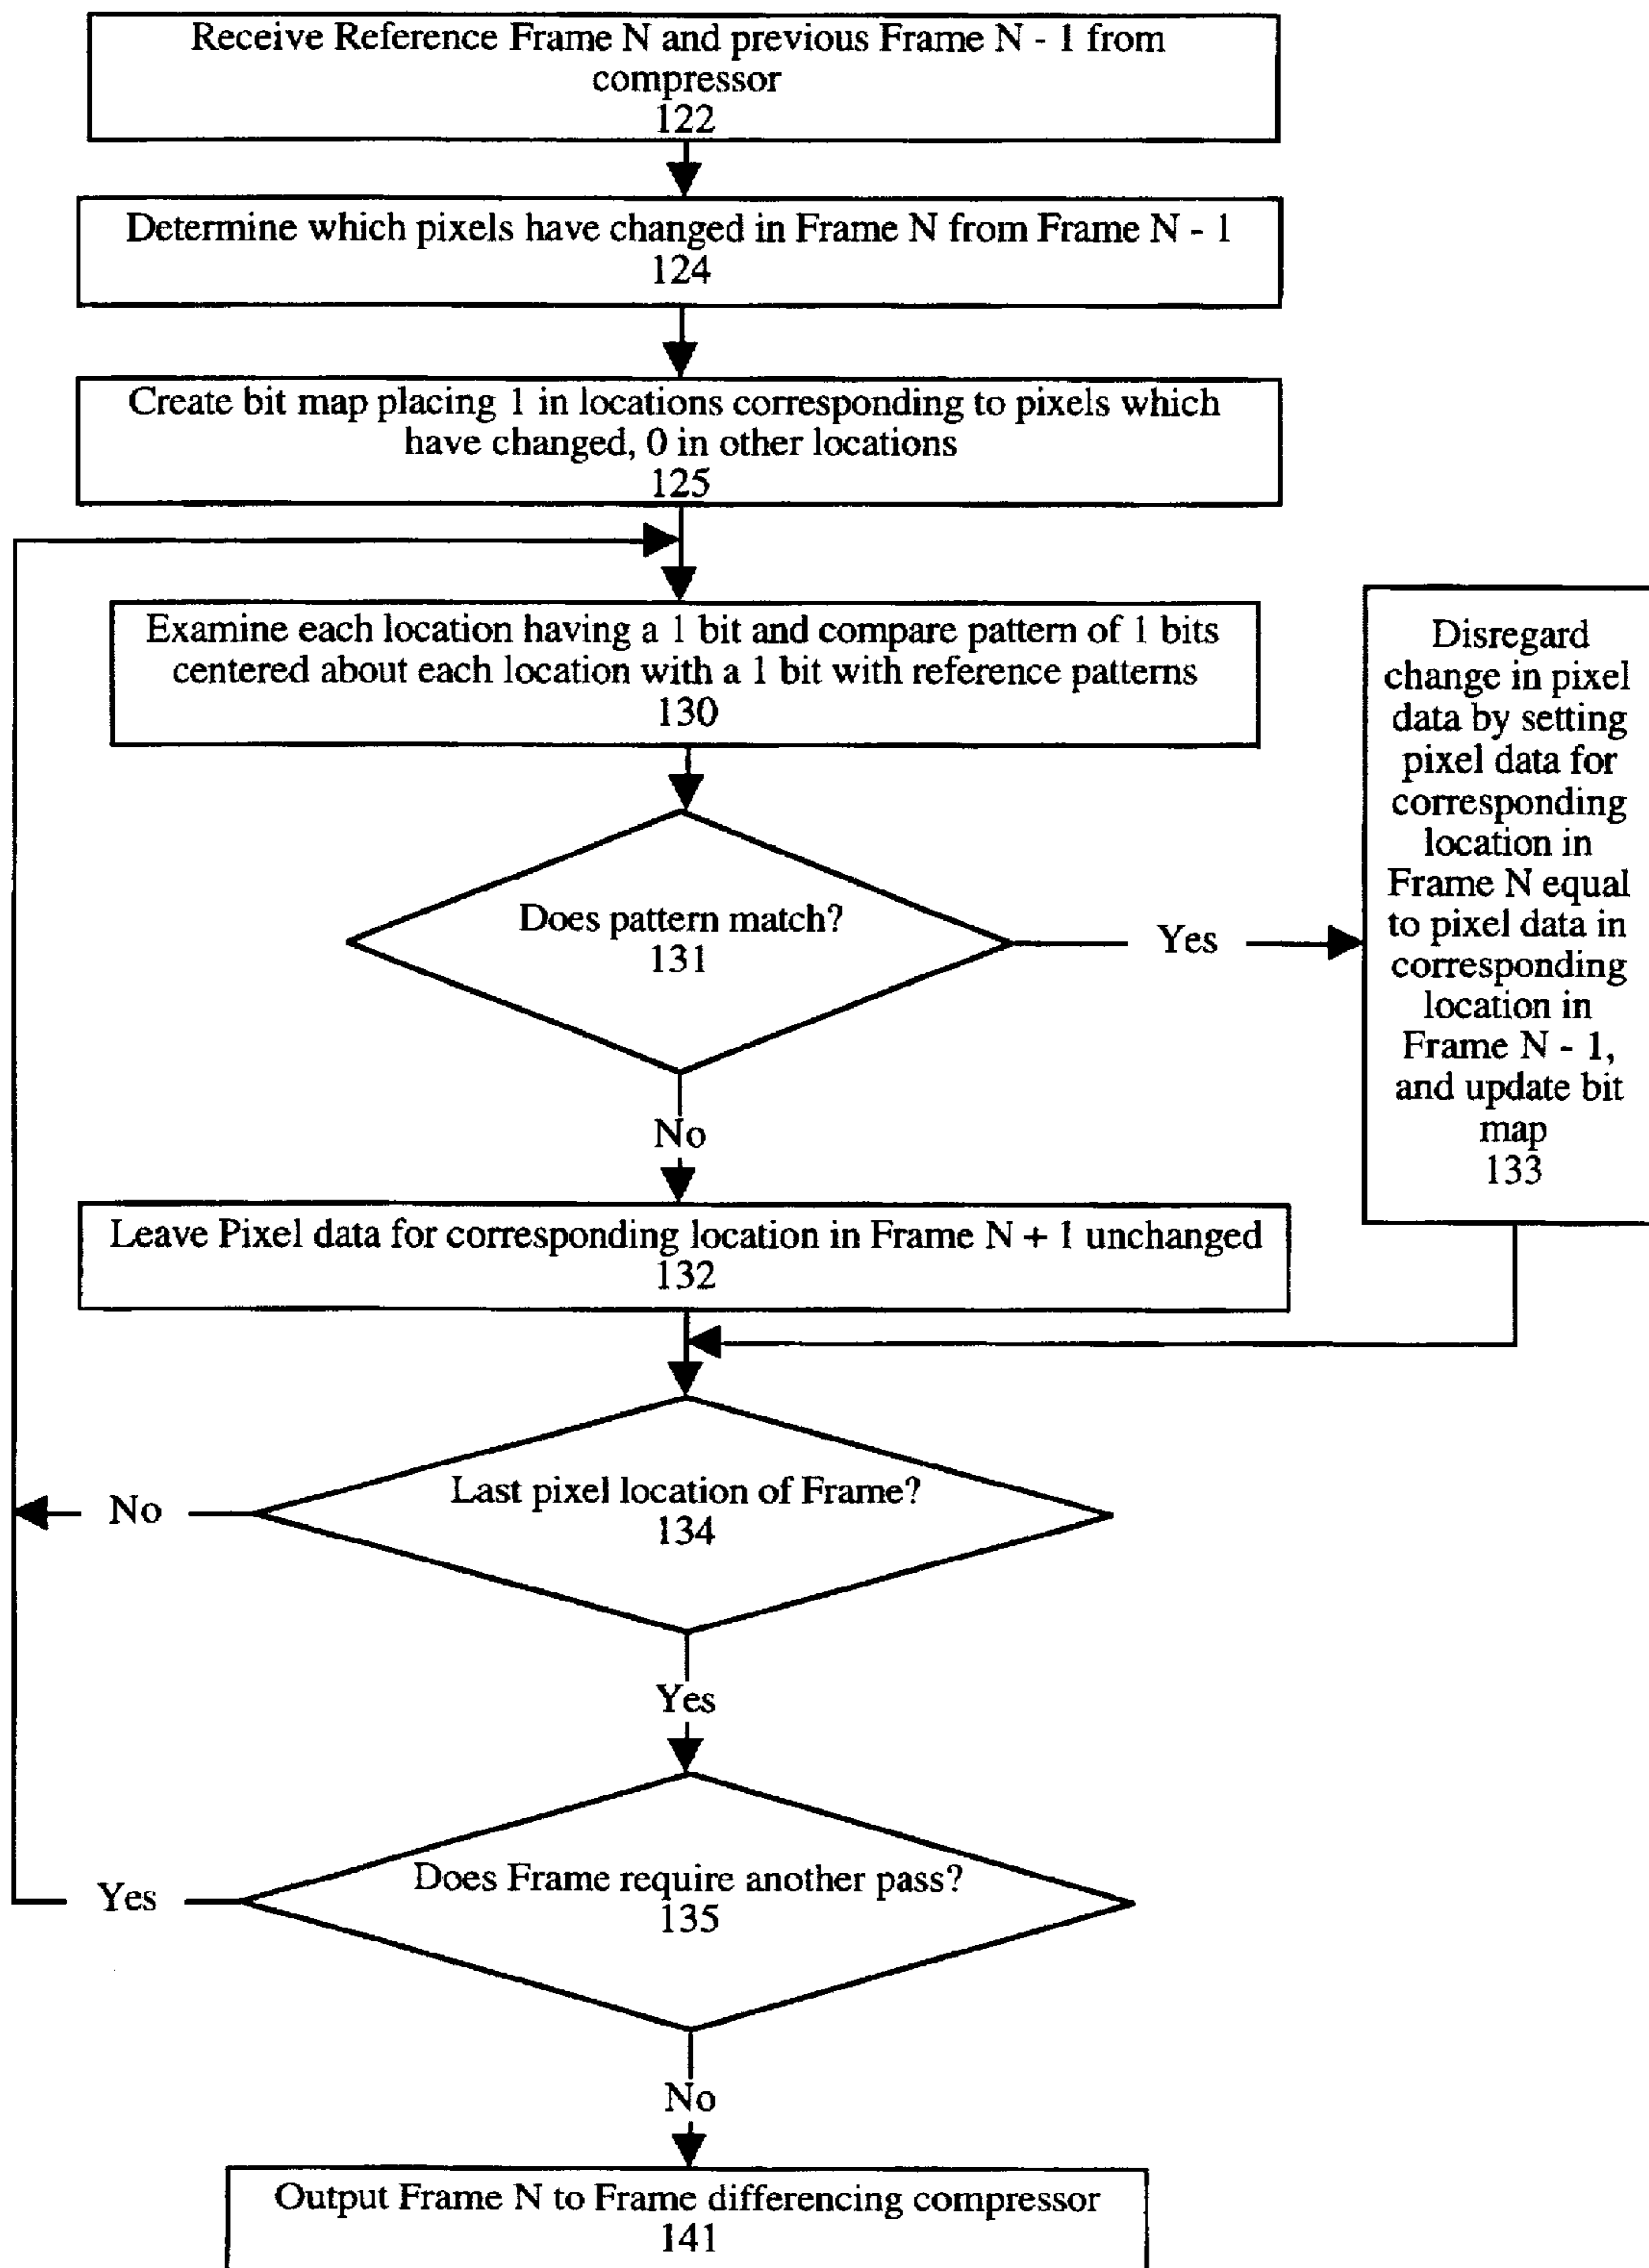 Receive Reference Frame N and previous Frame N - 1 from
compressor
122
Determine which pixels have changed in Frame N from Frame N - 1
124
Create bit map placing 1 in locations corresponding to pixels which
have changed, 0 in other locations
125
Examine each location having a 1 bit and compare pattern of 1 bits
centered about each location with a 1 bit with reference patterns
130
Does pattern match?
131
Yes
Disregard
change in pixel
data by setting
pixel data for
corresponding
location in
Frame N equal
to pixel data in
corresponding
location in
Frame N - 1,
and update bit
map
133
No
Leave Pixel data for corresponding location in Frame N + 1 unchanged
132
Last pixel location of Frame?
134
No
Yes
Does Frame require another pass?
135
Yes
No
Output Frame N to Frame differencing compressor
141